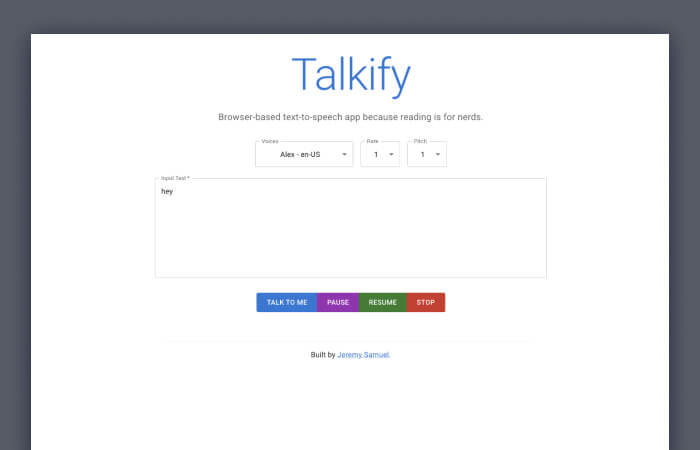 Talkify
Browser-based text-to-speech app because reading is for nerds.
Voices Rate Pitch
Alex - en-US 1 1
Input Text *
hey
TALK TO ME PAUSE RESUME STOP
Built by Jeremy Samuel.